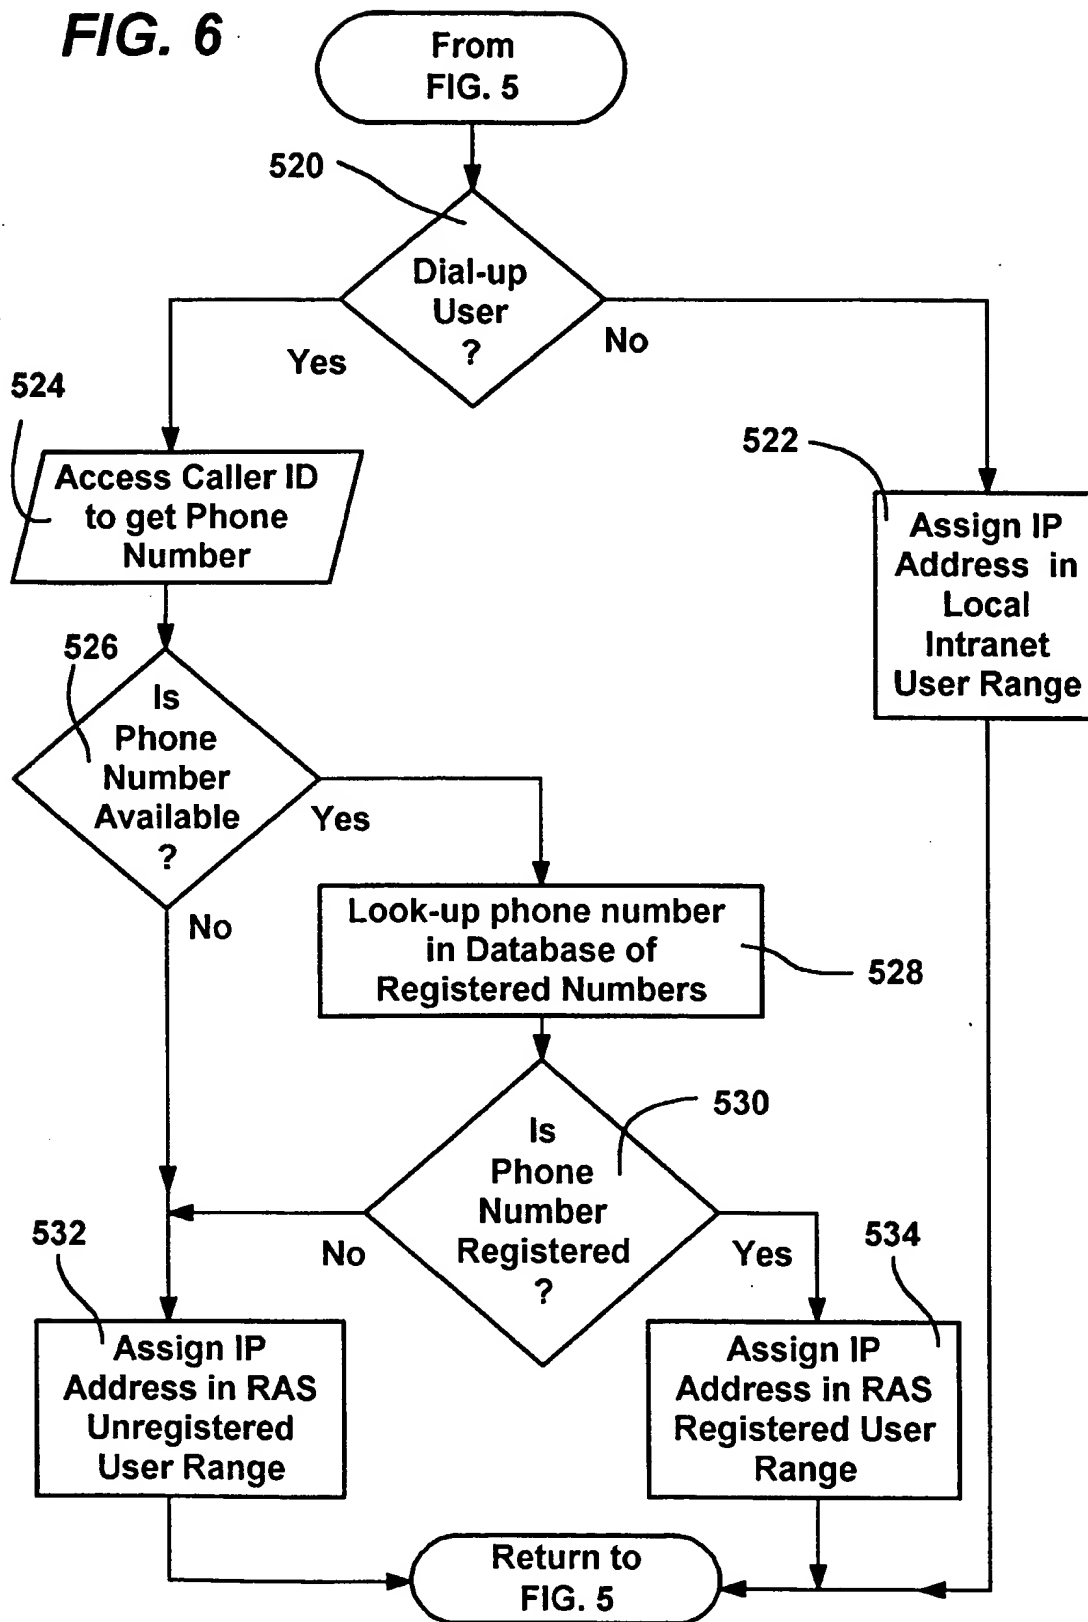 FIG. 6
From
FIG. 5
520
Dial-up
User
?
Yes
No
524
Access Caller ID
to get Phone
Number
522
Assign IP
Address in
Local
Intranet
User Range
526
Is
Phone
Number
Available
?
Yes
No
Look-up phone number
in Database of
Registered Numbers
528
530
Is
Phone
Number
Registered
?
No
Yes
532
Assign IP
Address in RAS
Unregistered
User Range
534
Assign IP
Address in RAS
Registered User
Range
Return to
FIG. 5